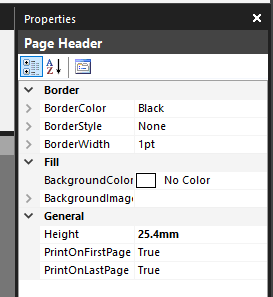 Properties
Page Header
A
Z
Border
BorderColor Black
BorderStyle None
BorderWidth 1pt
Fill
BackgroundColor No Color
BackgroundImag
General
Height 25.4mm
PrintOnFirstPage True
PrintOnLastPage True